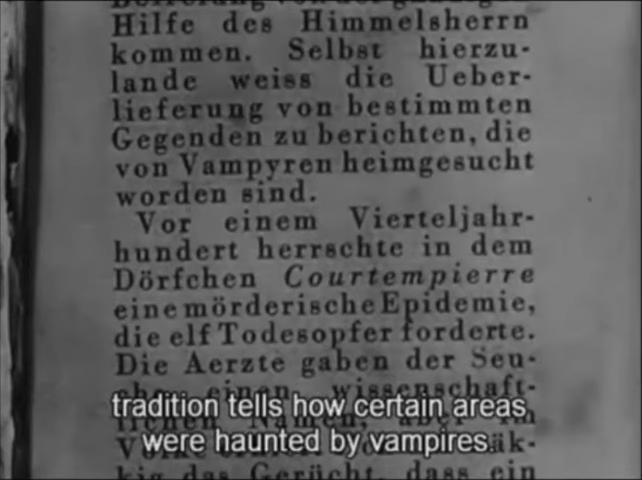 Hilfe des Himmelsherrn
kommen. Selbst hierzu-
lande weiss die Ueber-
lieferung von bestimmten
Gegenden zu berichten, die
von Vampyren heimgesucht
worden sind.
Vor einem Vierteljahr-
hundert herrschte in dem
Dörfchen Courtempierre
eine mörderische Epidemie,
die elf Todesopfer forderte.
Die Aerzte gaben der Seu-
einen wissenschaft-
tradition tells how certain areas
were haunted by vampires.
kig das Gerücht, dass ein